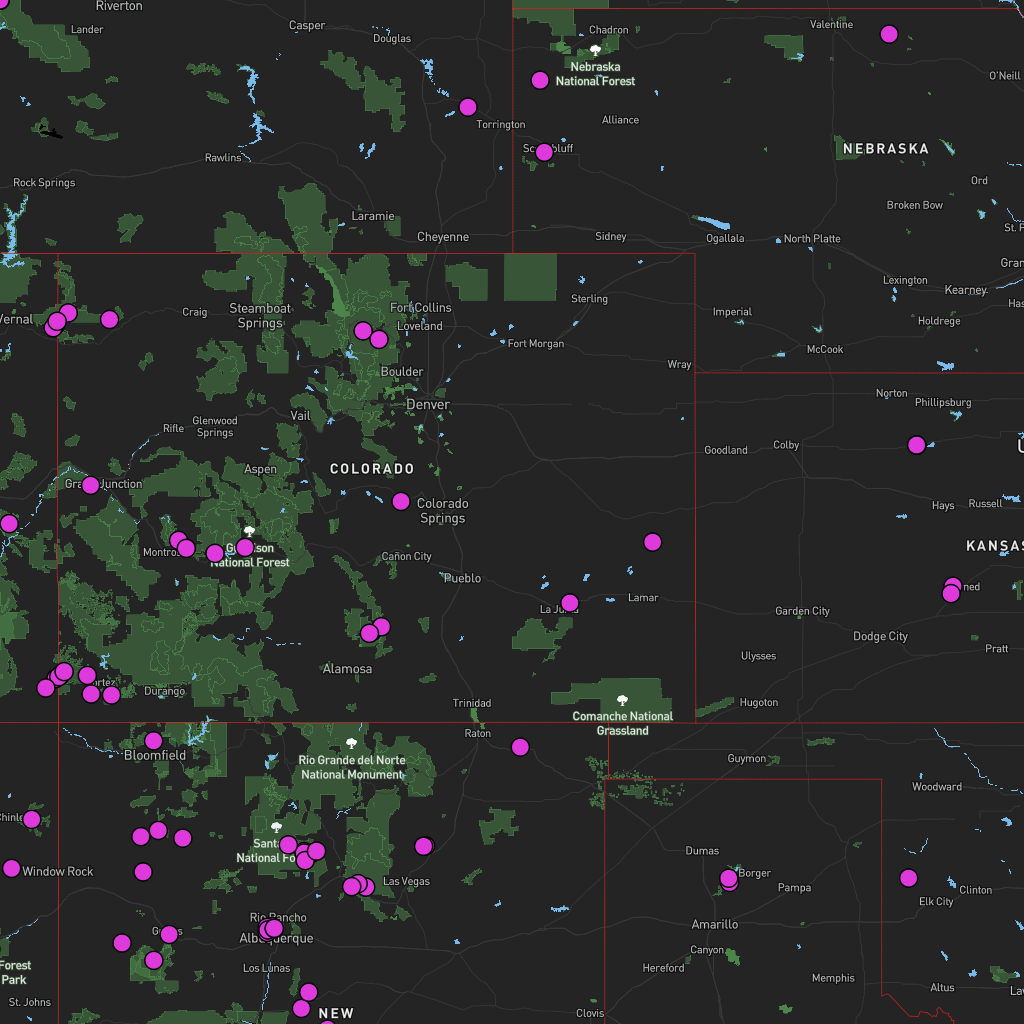 Riverton
Lander
Casper
Douglas
Chadron
Valentine
Nebraska
National Forest
O'Neill
Torrington
Alliance
NEBRASKA
Rawlins
Rock Springs
Ord
Broken Bow
Laramie
Cheyenne
Sidney
Ogallala
North Platte
Lexington
Kearney
Sterling
Imperial
Holdrege
Vernal
Craig
Steamboat
Springs
Fort Collins
Loveland
Fort Morgan
McCook
Wray
Boulder
Denver
Norton
Phillipsburg
Vail
Glenwood
Springs
Rifle
Goodland
Colby
Aspen
COLORADO
Hays
Russell
Colorado
Springs
KANSAS
National Forest
Cañon City
Pueblo
Lamar
Garden City
Dodge City
Pratt
Ulysses
Alamosa
Durango
Trinidad
Hugoton
Comanche National
Grassland
Raton
Bloomfield
Rio Grande del Norte
National Monument
Guymon
Woodward
Dumas
Window Rock
Las Vegas
Borger
Pampa
Clinton
Elk City
Rio Rancho
Albuquerque
Amarillo
Canyon
Los Lunas
Hereford
Memphis
Forest
Park
Altus
St. Johns
NEW
Clovis